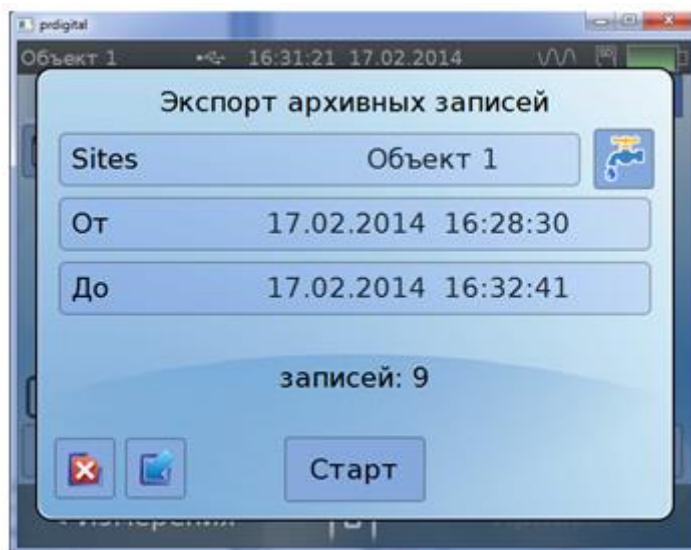 prdigital
Объект 1 16:31:21 17.02.2014
Экспорт архивных записей
Sites Объект 1
От 17.02.2014 16:28:30
До 17.02.2014 16:32:41
записей: 9
Старт